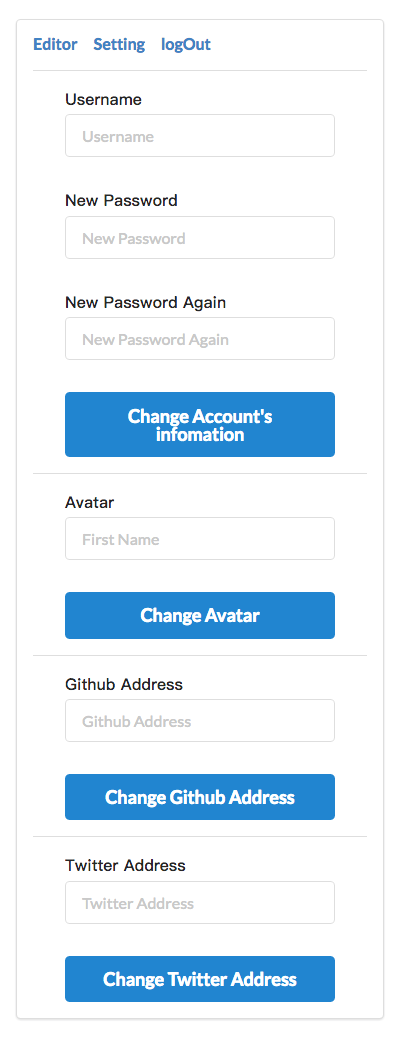 Editor Setting logOut
Username
Username
New Password
New Password
New Password Again
New Password Again
Change Account's
infomation
Avatar
First Name
Change Avatar
Github Address
Github Address
Change Github Address
Twitter Address
Twitter Address
Change Twitter Address